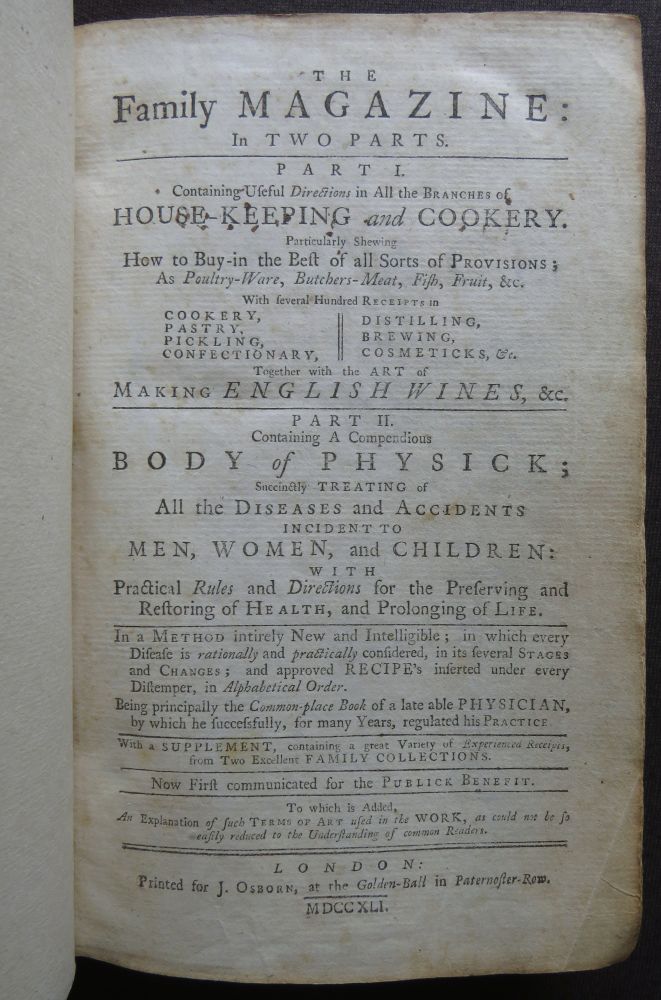 THE
Family MAGAZINE:
In TWO PARTS.
PART I.
Containing Uſeful Directions in All the BRANCHES of
HOUSE-KEEPING and COOKERY.
Particularly Shewing
How to Buy-in the Beſt of all Sorts of PROVISIONS;
As Poultry-Ware, Butchers-Meat, Fiſh, Fruit, &c.
With ſeveral Hundred RECEIPTS in
COOKERY,
PASTRY,
PICKLING,
CONFECTIONARY,
DISTILLING,
BREWING,
COSMETICKS, &c.
Together with the ART of
MAKING ENGLISH WINES, &c.
PART II.
Containing A Compendious
BODY of PHYSICK;
Succinctly TREATING of
All the DISEASES and ACCIDENTS
INCIDENT TO
MEN, WOMEN, and CHILDREN:
WITH
Practical Rules and Directions for the Preſerving and
Reſtoring of HEALTH, and Prolonging of LIFE.
In a METHOD intirely New and Intelligible; in which every
Diſeaſe is rationally and practically conſidered, in its ſeveral STAGES
and CHANGES; and approved RECIPE's inſerted under every
Diſtemper, in Alphabetical Order.
Being principally the Common-place Book of a late able PHYSICIAN,
by which he ſucceſsfully, for many Years, regulated his PRACTICE
With a SUPPLEMENT, containing a great Variety of Experienced Receipts,
from Two Excellent FAMILY COLLECTIONS.
Now Firſt communicated for the PUBLICK BENEFIT.
To which is Added,
An Explanation of ſuch TERMS OF ART uſed in the WORK, as could not be ſo
eaſily reduced to the Underſtanding of common Readers.
LONDON:
Printed for J. OSBORN, at the Golden-Ball in Paternoſter-Row.
MDCCXLI.